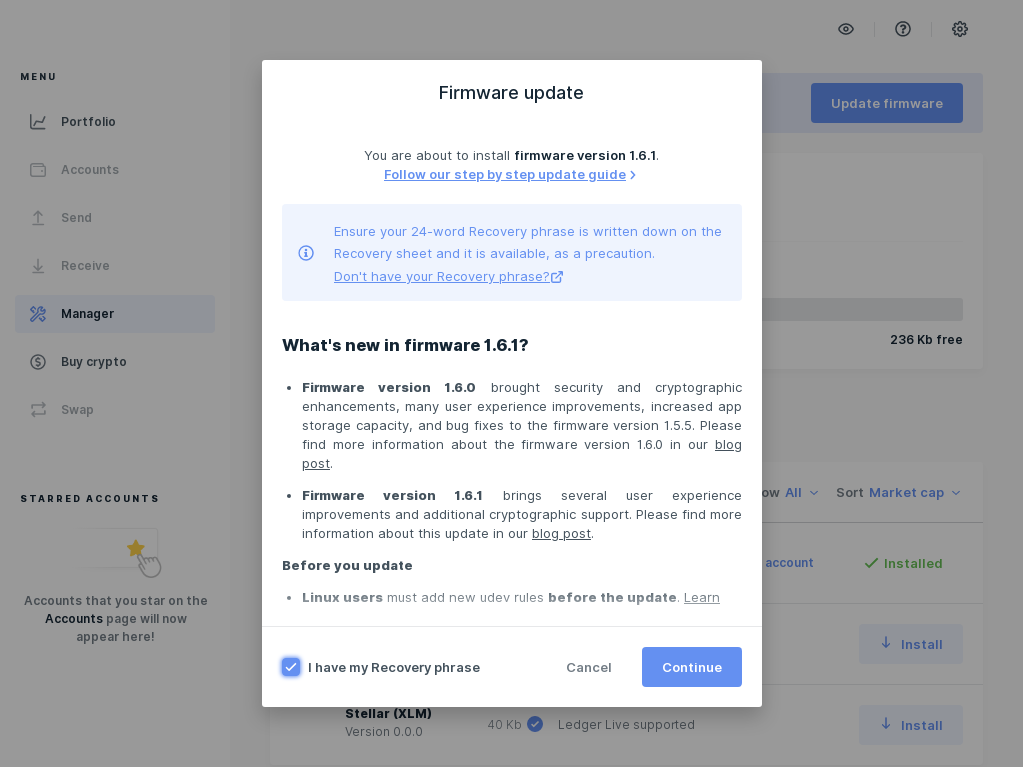 MENU
Portfolio
Accounts
Send
Receive
Manager
Buy crypto
Swap
STARRED ACCOUNTS
Accounts that you star on the
Accounts page will now
appear here!
Update firmware
236 Kb free
All
Sort Market cap
account
Installed
Install
Stellar (XLM)
Version 0.0.0
40 Kb
Ledger Live supported
Install
Firmware update
You are about to install firmware version 1.6.1.
Follow our step by step update guide
Ensure your 24-word Recovery phrase is written down on the
Recovery sheet and it is available, as a precaution.
Don't have your Recovery phrase?
What's new in firmware 1.6.1?
• Firmware version 1.6.0 brought security and cryptographic
enhancements, many user experience improvements, increased app
storage capacity, and bug fixes to the firmware version 1.5.5. Please
find more information about the firmware version 1.6.0 in our blog
post.
• Firmware version 1.6.1 brings several user experience
improvements and additional cryptographic support. Please find more
information about this update in our blog post.
Before you update
• Linux users must add new udev rules before the update. Learn
I have my Recovery phrase
Cancel
Continue